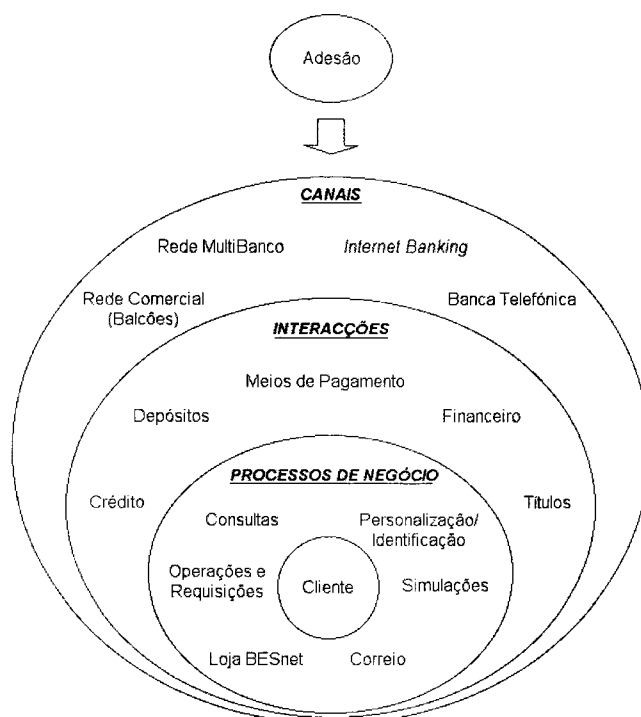 Adesão
CANAIS
Rede MultiBanco
Internet Banking
Rede Comercial
(Balcões)
Banca Telefónica
INTERACÇÕES
Meios de Pagamento
Depósitos
Financeiro
PROCESSOS DE NEGÓCIO
Crédito
Títulos
Consultas
Personalização/
Identificação
Operações e
Requisições
Cliente
Simulações
Loja BESnet
Correio